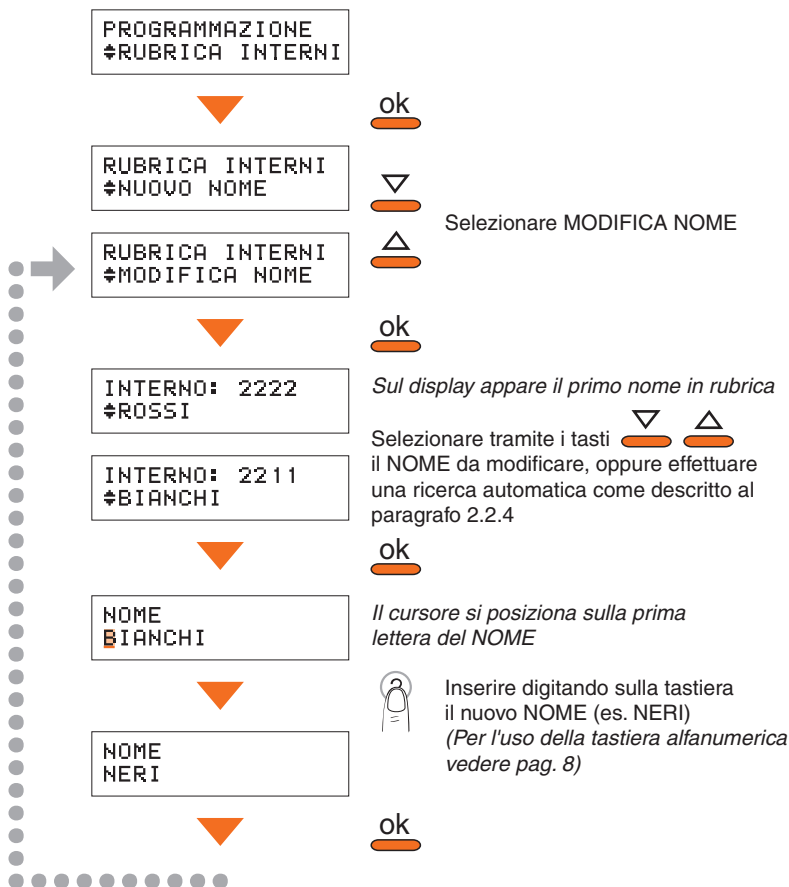 PROGRAMMAZIONE
RUBRICA INTERNI
ok
RUBRICA INTERNI
NUOVO NOME
Selezionare MODIFICA NOME
RUBRICA INTERNI
MODIFICA NOME
ok
INTERNO: 2222
ROSSI
Sul display appare il primo nome in rubrica
Selezionare tramite i tasti
il NOME da modificare, oppure effettuare
una ricerca automatica come descritto al
paragrafo 2.2.4
INTERNO: 2211
BIANCHI
ok
NOME
BIANCHI
Il cursore si posiziona sulla prima
lettera del NOME
Inserire digitando sulla tastiera
il nuovo NOME (es. NERI)
(Per l'uso della tastiera alfanumerica
vedere pag. 8)
NOME
NERI
ok